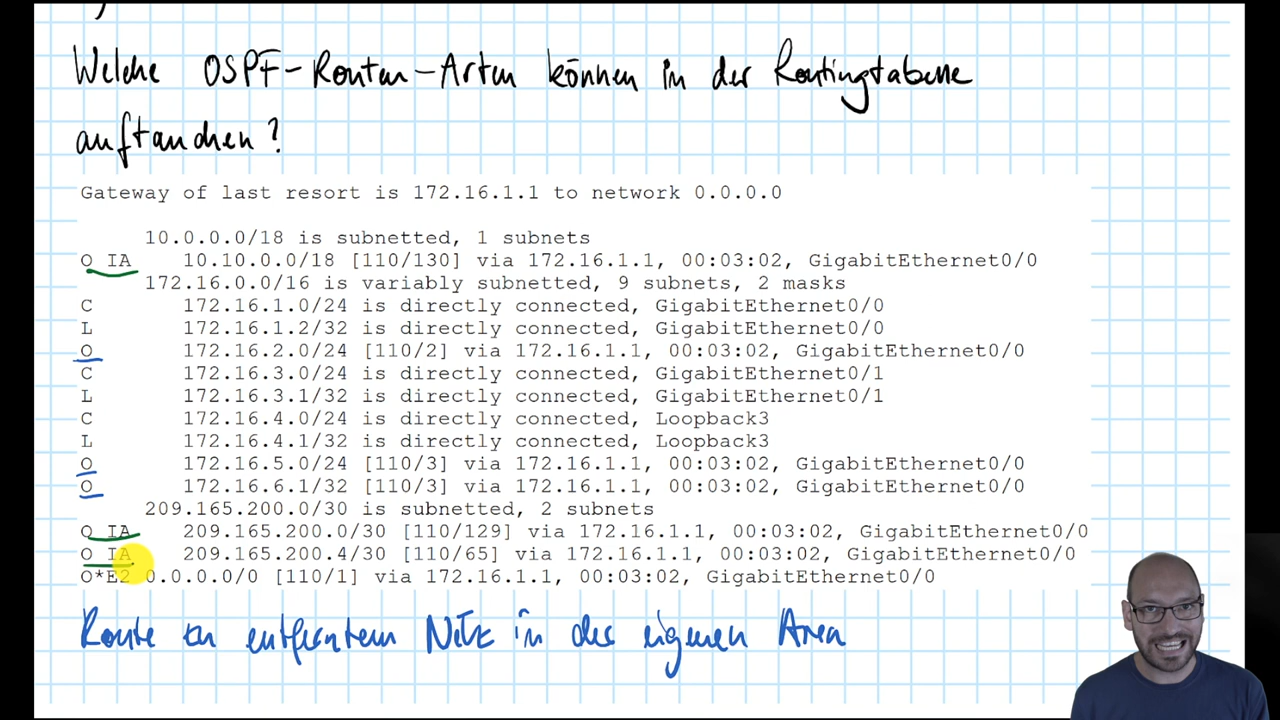 Welche OSPF-Routen-Arten können in der Routingtabelle
auftauchen?
Gateway of last resort is 172.16.1.1 to network 0.0.0.0
10.0.0.0/18 is subnetted, 1 subnets
O IA 10.10.0.0/18 [110/130] via 172.16.1.1, 00:03:02, GigabitEthernet0/0
172.16.0.0/16 is variably subnetted, 9 subnets, 2 masks
C 172.16.1.0/24 is directly connected, GigabitEthernet0/0
L 172.16.1.2/32 is directly connected, GigabitEthernet0/0
O 172.16.2.0/24 [110/2] via 172.16.1.1, 00:03:02, GigabitEthernet0/0
C 172.16.3.0/24 is directly connected, GigabitEthernet0/1
L 172.16.3.1/32 is directly connected, GigabitEthernet0/1
C 172.16.4.0/24 is directly connected, Loopback3
L 172.16.4.1/32 is directly connected, Loopback3
O 172.16.5.0/24 [110/3] via 172.16.1.1, 00:03:02, GigabitEthernet0/0
O 172.16.6.1/32 [110/3] via 172.16.1.1, 00:03:02, GigabitEthernet0/0
209.165.200.0/30 is subnetted, 2 subnets
O IA 209.165.200.0/30 [110/129] via 172.16.1.1, 00:03:02, GigabitEthernet0/0
O IA 209.165.200.4/30 [110/65] via 172.16.1.1, 00:03:02, GigabitEthernet0/0
O*E2 0.0.0.0/0 [110/1] via 172.16.1.1, 00:03:02, GigabitEthernet0/0
Route zu entferntem Netz in der eigenen Area